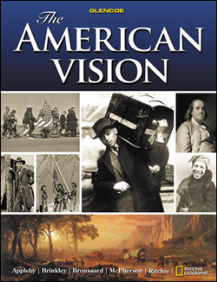 GLENCOE
The
AMERICAN
VISION
Appleby | Brinkley | Broussard | McPherson | Ritchie
NATIONAL
GEOGRAPHIC